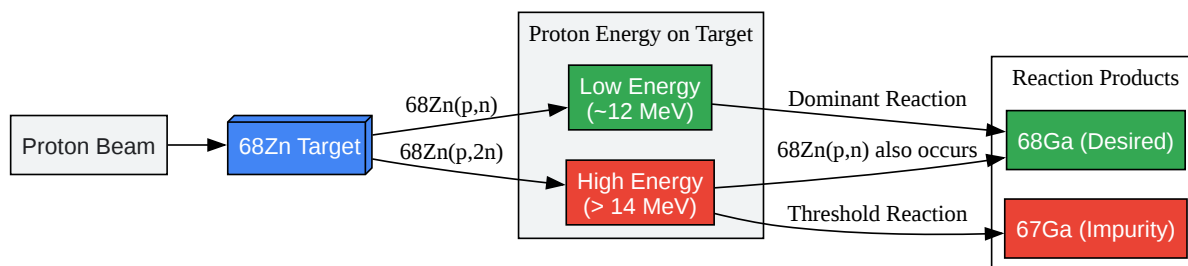 Proton Beam
68Zn Target
68Zn(p,n)
68Zn(p,2n)
Proton Energy on Target
Low Energy
(~12 MeV)
High Energy
(> 14 MeV)
Dominant Reaction
68Zn(p,n) also occurs
Threshold Reaction
Reaction Products
68Ga (Desired)
67Ga (Impurity)